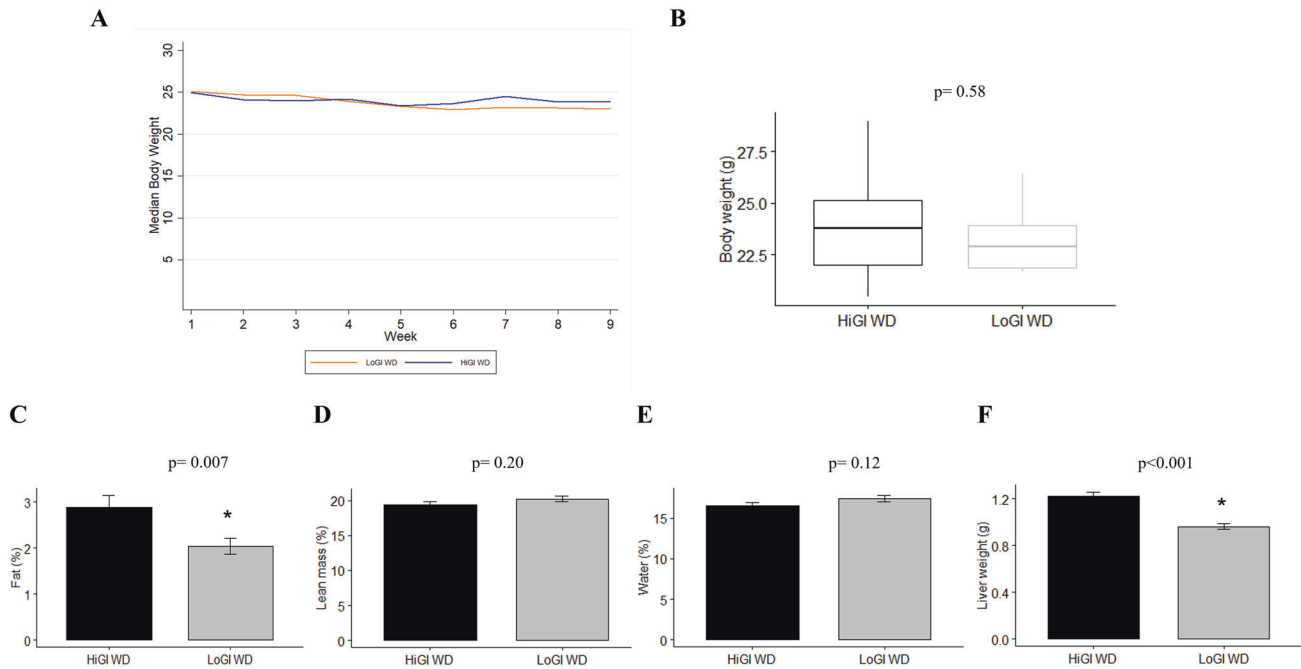 A
Median Body Weight
30
25
20
15
10
5
1 2 3 4 5 6 7 8 9
Week
LoGI WD HiGI WD
B
p= 0.58
Body weight (g)
27.5
25.0
22.5
HiGI WD LoGI WD
C
p= 0.007
Fat (%)
3
2
1
0
*
HiGI WD LoGI WD
D
p= 0.20
Lean mass (%)
20
15
10
5
0
HiGI WD LoGI WD
E
p= 0.12
Water (%)
15
10
5
0
HiGI WD LoGI WD
F
p<0.001
Liver weight (g)
1.2
0.8
0.4
0.0
*
HiGI WD LoGI WD